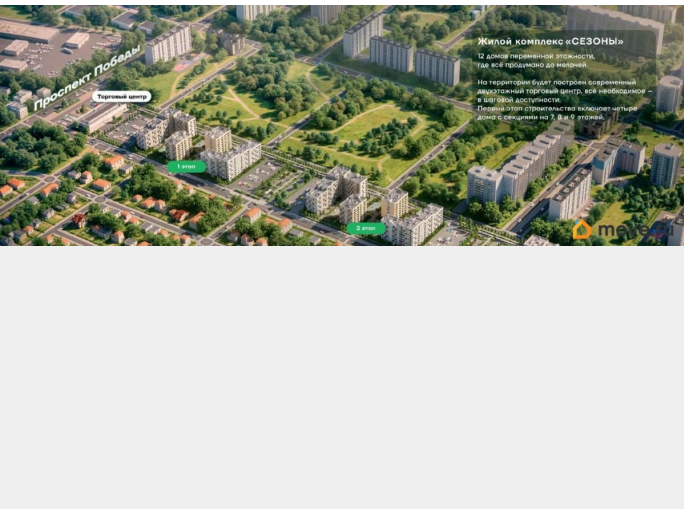 Жилой комплекс «СЕЗОНЫ»
12 домов переменной этажности,
где всё продумано до мелочей.
На территории будет построен современный
двухэтажный торговый центр, всё необходимое –
в шаговой доступности.
Первый этап строительства включает четыре
дома с секциями на 7, 8 и 9 этажей.
Проспект Победы
Торговый центр
1 этап
2 этап